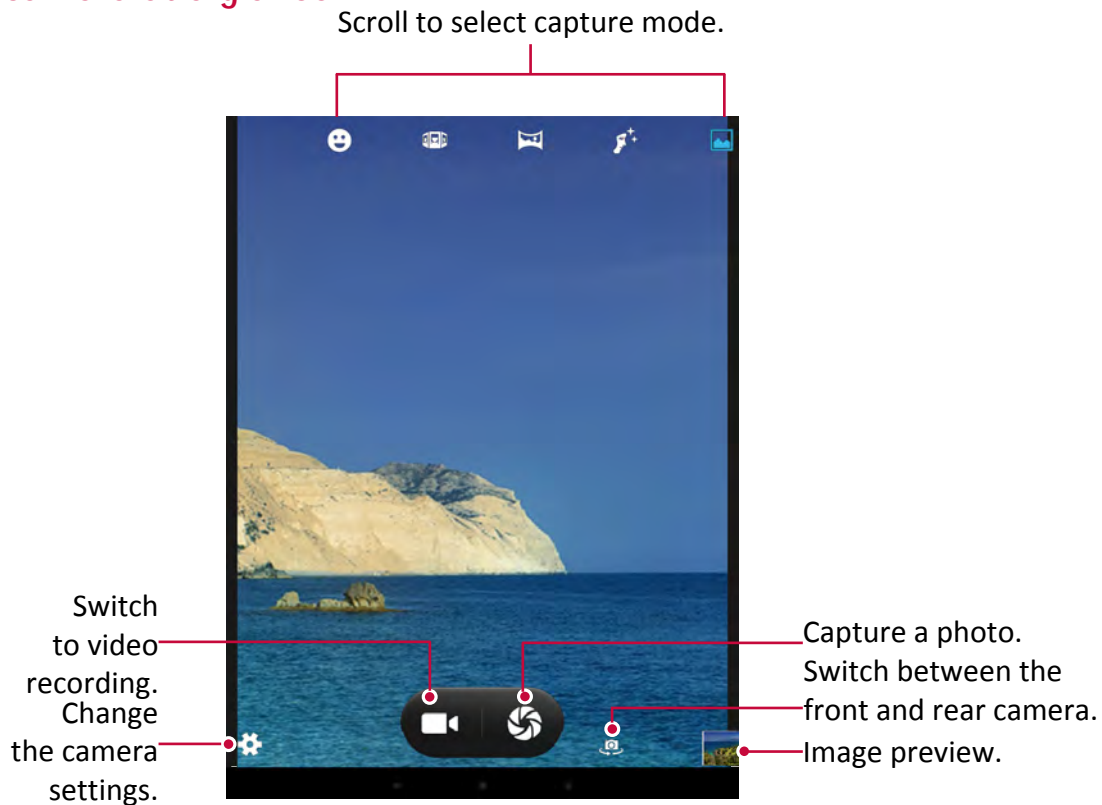 Scroll to select capture mode.
Switch
to video
recording.
Change
the camera
settings.
Capture a photo.
Switch between the
front and rear camera.
Image preview.